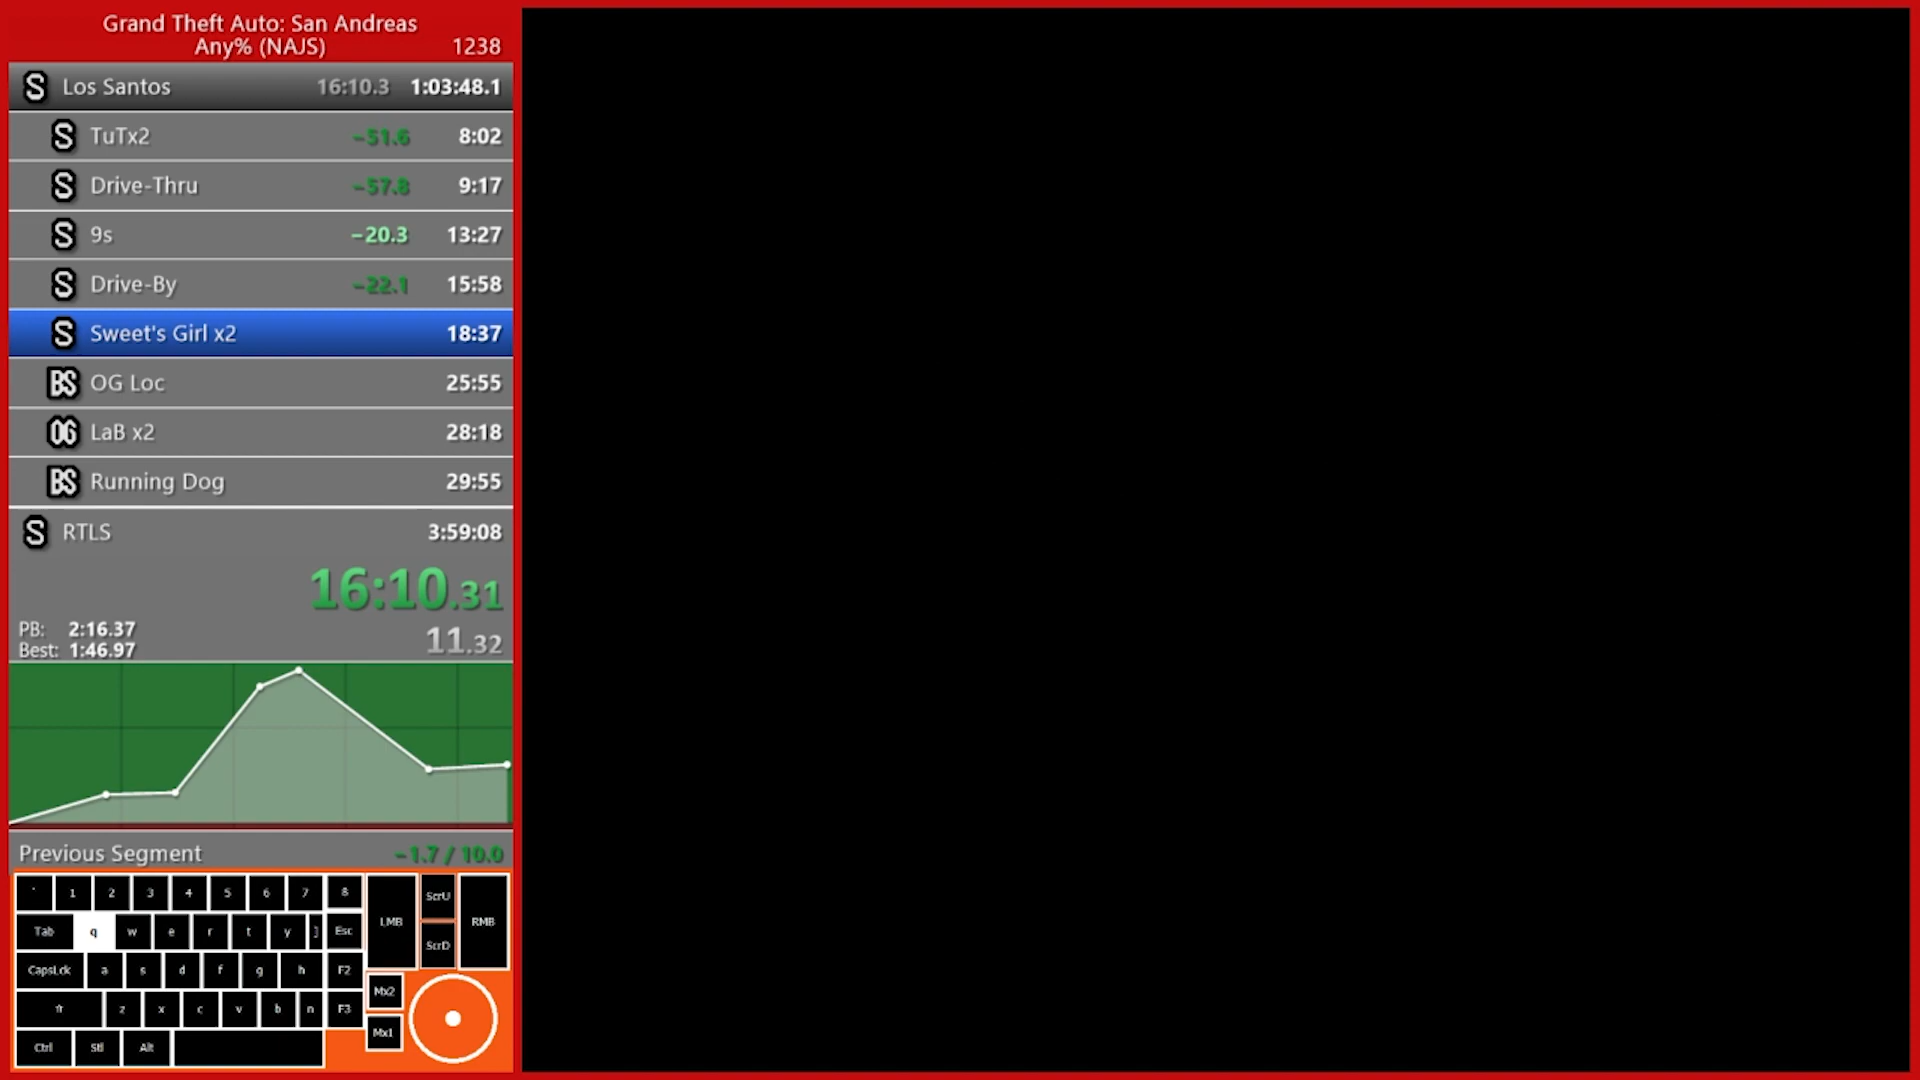 Grand Theft Auto: San Andreas
Any% (NAJS) 1238
S Los Santos 16:10.3 1:03:48.1
S TuTx2 -51.6 8:02
S Drive-Thru -57.8 9:17
S 9s -20.3 13:27
S Drive-By -22.1 15:58
S Sweet's Girl x2 18:37
BS OG Loc 25:55
OG LaB x2 28:18
BS Running Dog 29:55
S RTLS 3:59:08
16:10.31
PB: 2:16.37
Best: 1:46.97
11.32
Previous Segment -1.7 / 10.0
` 1 2 3 4 5 6 7 8 LMB ScrU RMB
Tab q w e r t y ] Esc ScrD
CapsLck a s d f g h F2 Mx2
⇧ z x c v b n F3 Mx1
Ctrl Stl Alt